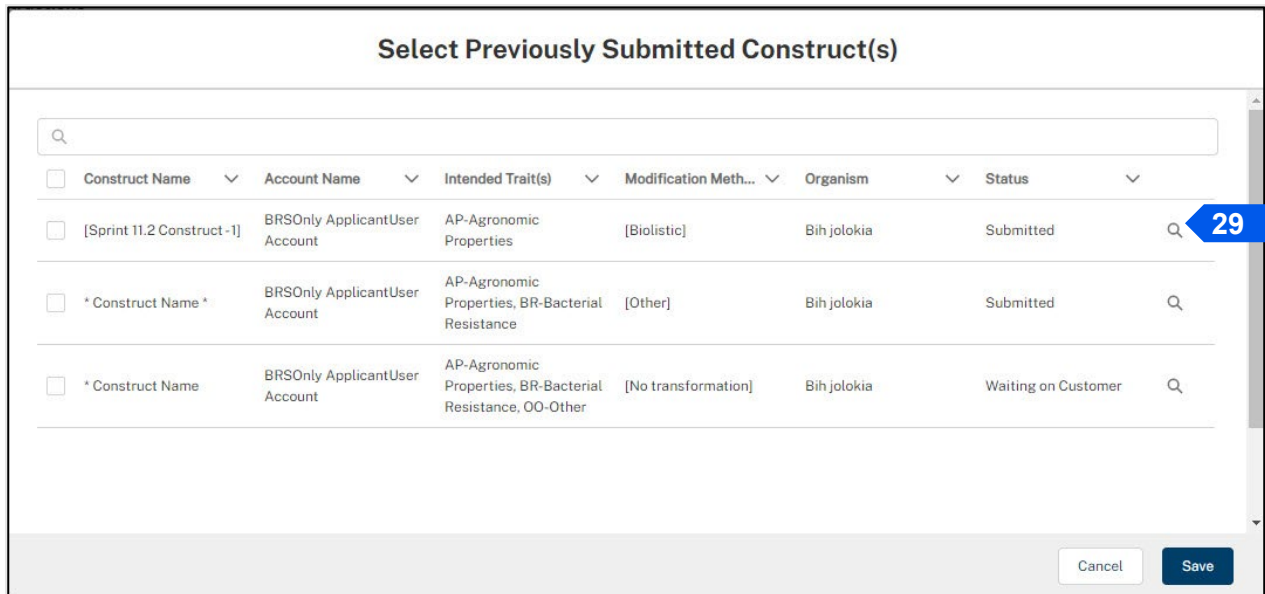 Select Previously Submitted Construct(s)
Construct Name Account Name Intended Trait(s) Modification Meth... Organism Status
[Sprint 11.2 Construct -1] BRSOnly ApplicantUser Account AP-Agronomic Properties [Biolistic] Bih jolokia Submitted 29
* Construct Name * BRSOnly ApplicantUser Account AP-Agronomic Properties, BR-Bacterial Resistance [Other] Bih jolokia Submitted
* Construct Name BRSOnly ApplicantUser Account AP-Agronomic Properties, BR-Bacterial Resistance, OO-Other [No transformation] Bih jolokia Waiting on Customer
Cancel Save